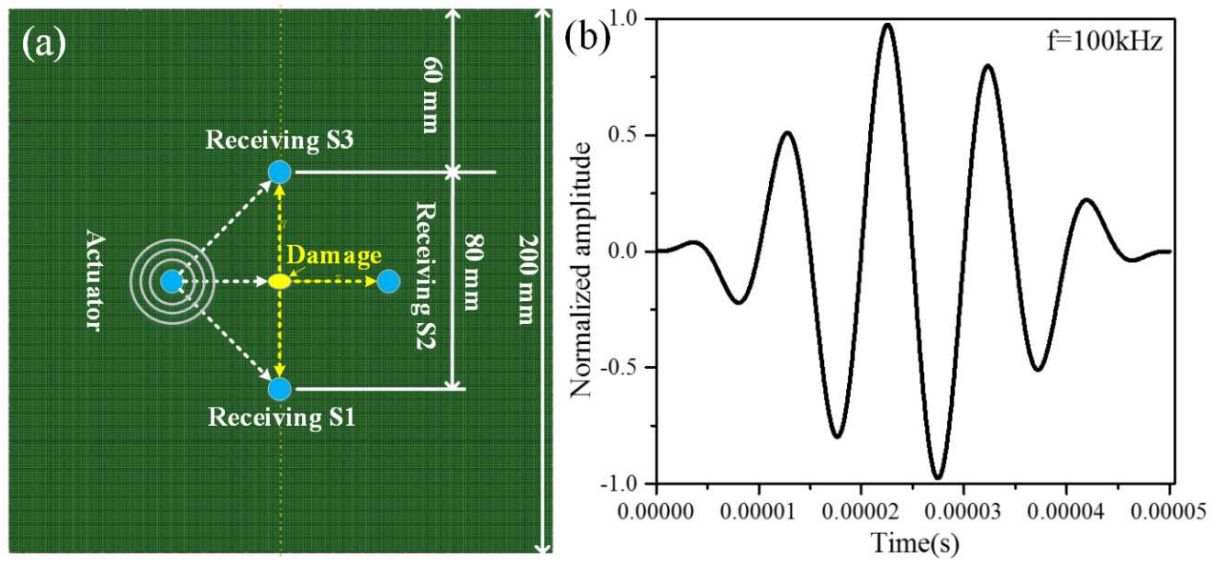 (a)
60 mm
Receiving S3
Actuator
Damage
Receiving S2
80 mm
200 mm
Receiving S1
(b)
f=100kHz
Normalized amplitude
1.0
0.5
0.0
-0.5
-1.0
0.00000 0.00001 0.00002 0.00003 0.00004 0.00005
Time(s)